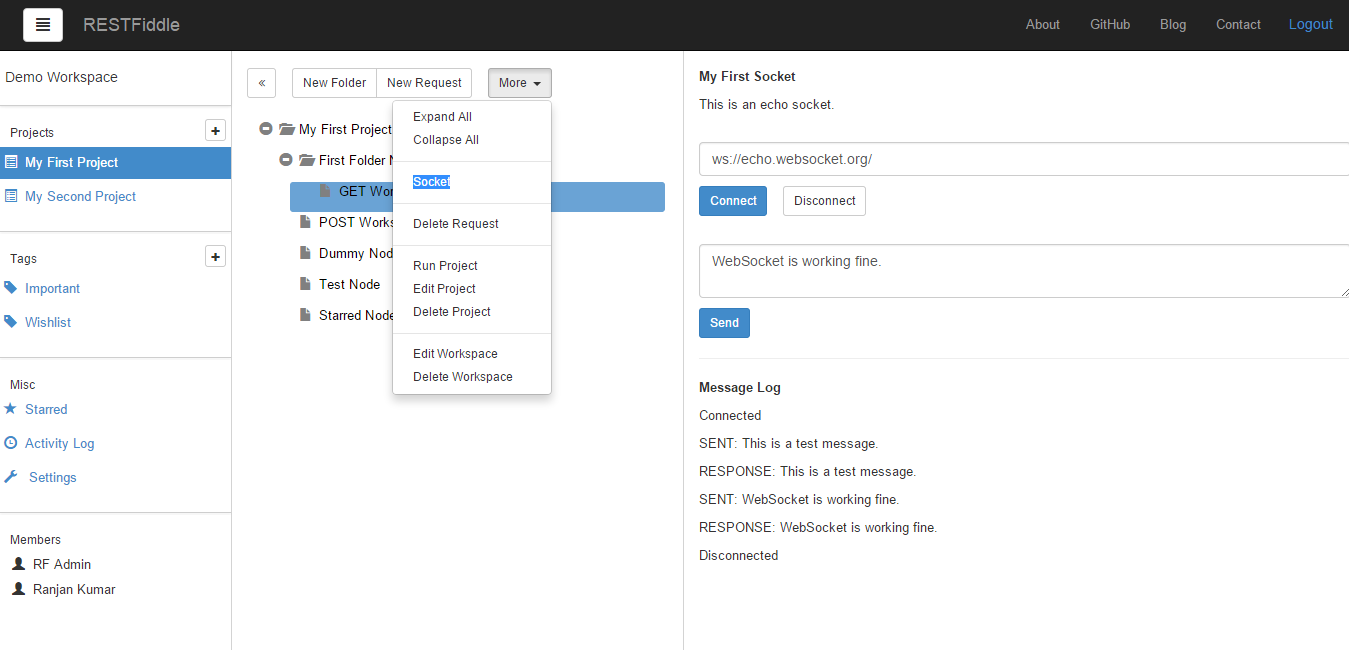 RESTFiddle
About GitHub Blog Contact Logout
Demo Workspace
Projects
My First Project
My Second Project
Tags
Important
Wishlist
Misc
Starred
Activity Log
Settings
Members
RF Admin
Ranjan Kumar
« New Folder New Request More
My First Project
First Folder
GET
POST
Dummy
Test Node
Starred Node
Expand All
Collapse All
Socket
Delete Request
Run Project
Edit Project
Delete Project
Edit Workspace
Delete Workspace
My First Socket
This is an echo socket.
ws://echo.websocket.org/
Connect Disconnect
WebSocket is working fine.
Send
Message Log
Connected
SENT: This is a test message.
RESPONSE: This is a test message.
SENT: WebSocket is working fine.
RESPONSE: WebSocket is working fine.
Disconnected